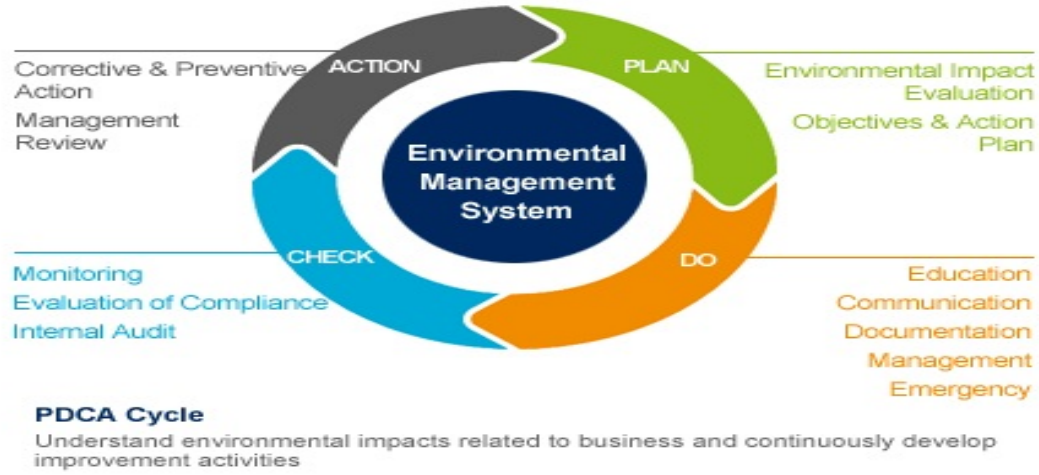 ACTION
Corrective & Preventive
Action
Management
Review
PLAN
Environmental Impact
Evaluation
Objectives & Action
Plan
Environmental
Management
System
CHECK
Monitoring
Evaluation of Compliance
Internal Audit
DO
Education
Communication
Documentation
Management
Emergency
PDCA Cycle
Understand environmental impacts related to business and continuously develop
improvement activities